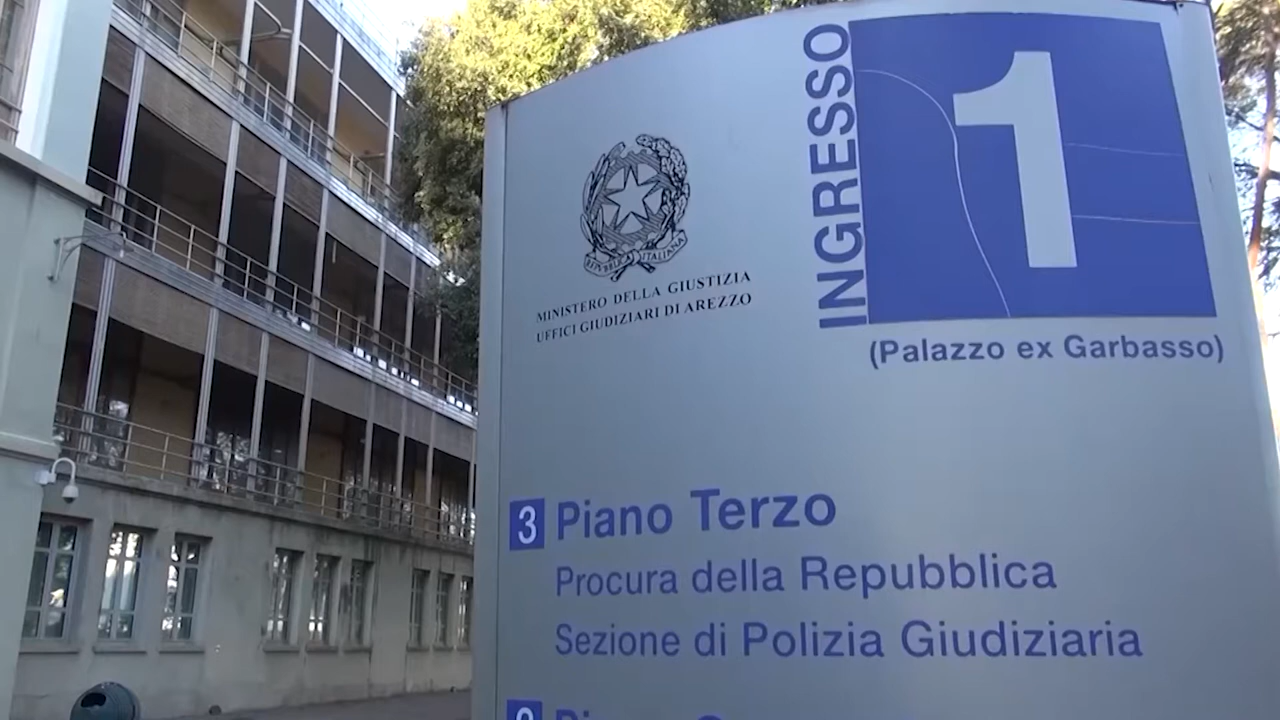 REPVBBLICA ITALIANA
MINISTERO DELLA GIUSTIZIA
UFFICI GIUDIZIARI DI AREZZO
INGRESSO
1
(Palazzo ex Garbasso)
3 Piano Terzo
Procura della Repubblica
Sezione di Polizia Giudiziaria